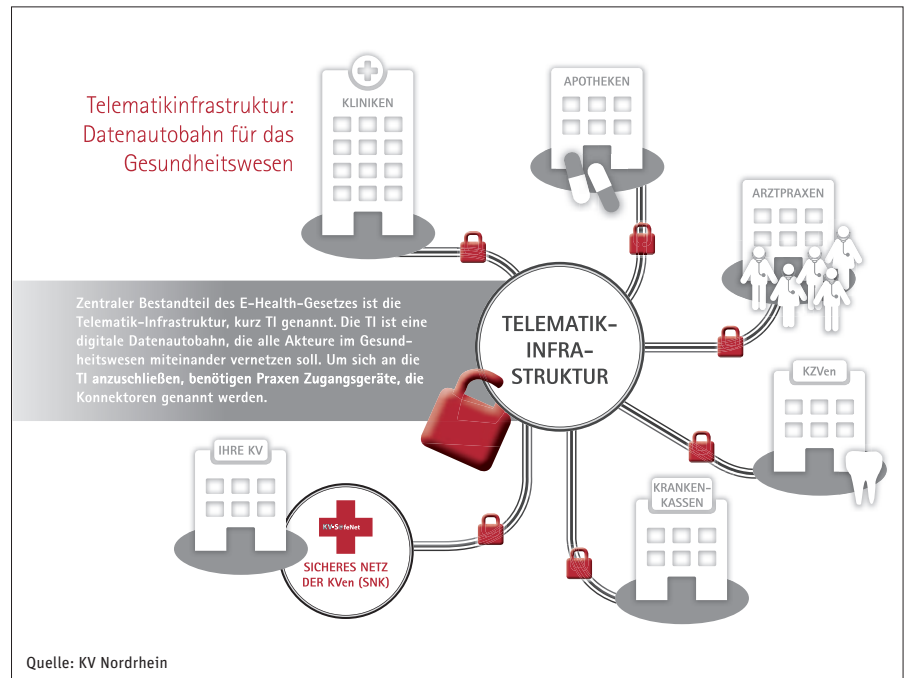 Telematikinfrastruktur:
Datenautobahn für das
Gesundheitswesen
KLINIKEN
APOTHEKEN
ARZTPRAXEN
Zentraler Bestandteil des E-Health-Gesetzes ist die
Telematik-Infrastruktur, kurz TI genannt. Die TI ist eine
digitale Datenautobahn, die alle Akteure im Gesund-
heitswesen miteinander vernetzen soll. Um sich an die
TI anzuschließen, benötigen Praxen Zugangsgeräte, die
Konnektoren genannt werden.
TELEMATIK-
INFRA-
STRUKTUR
KZVen
IHRE KV
KRANKEN-
KASSEN
KV-SafeNet
SICHERES NETZ
DER KVen (SNK)
Quelle: KV Nordrhein